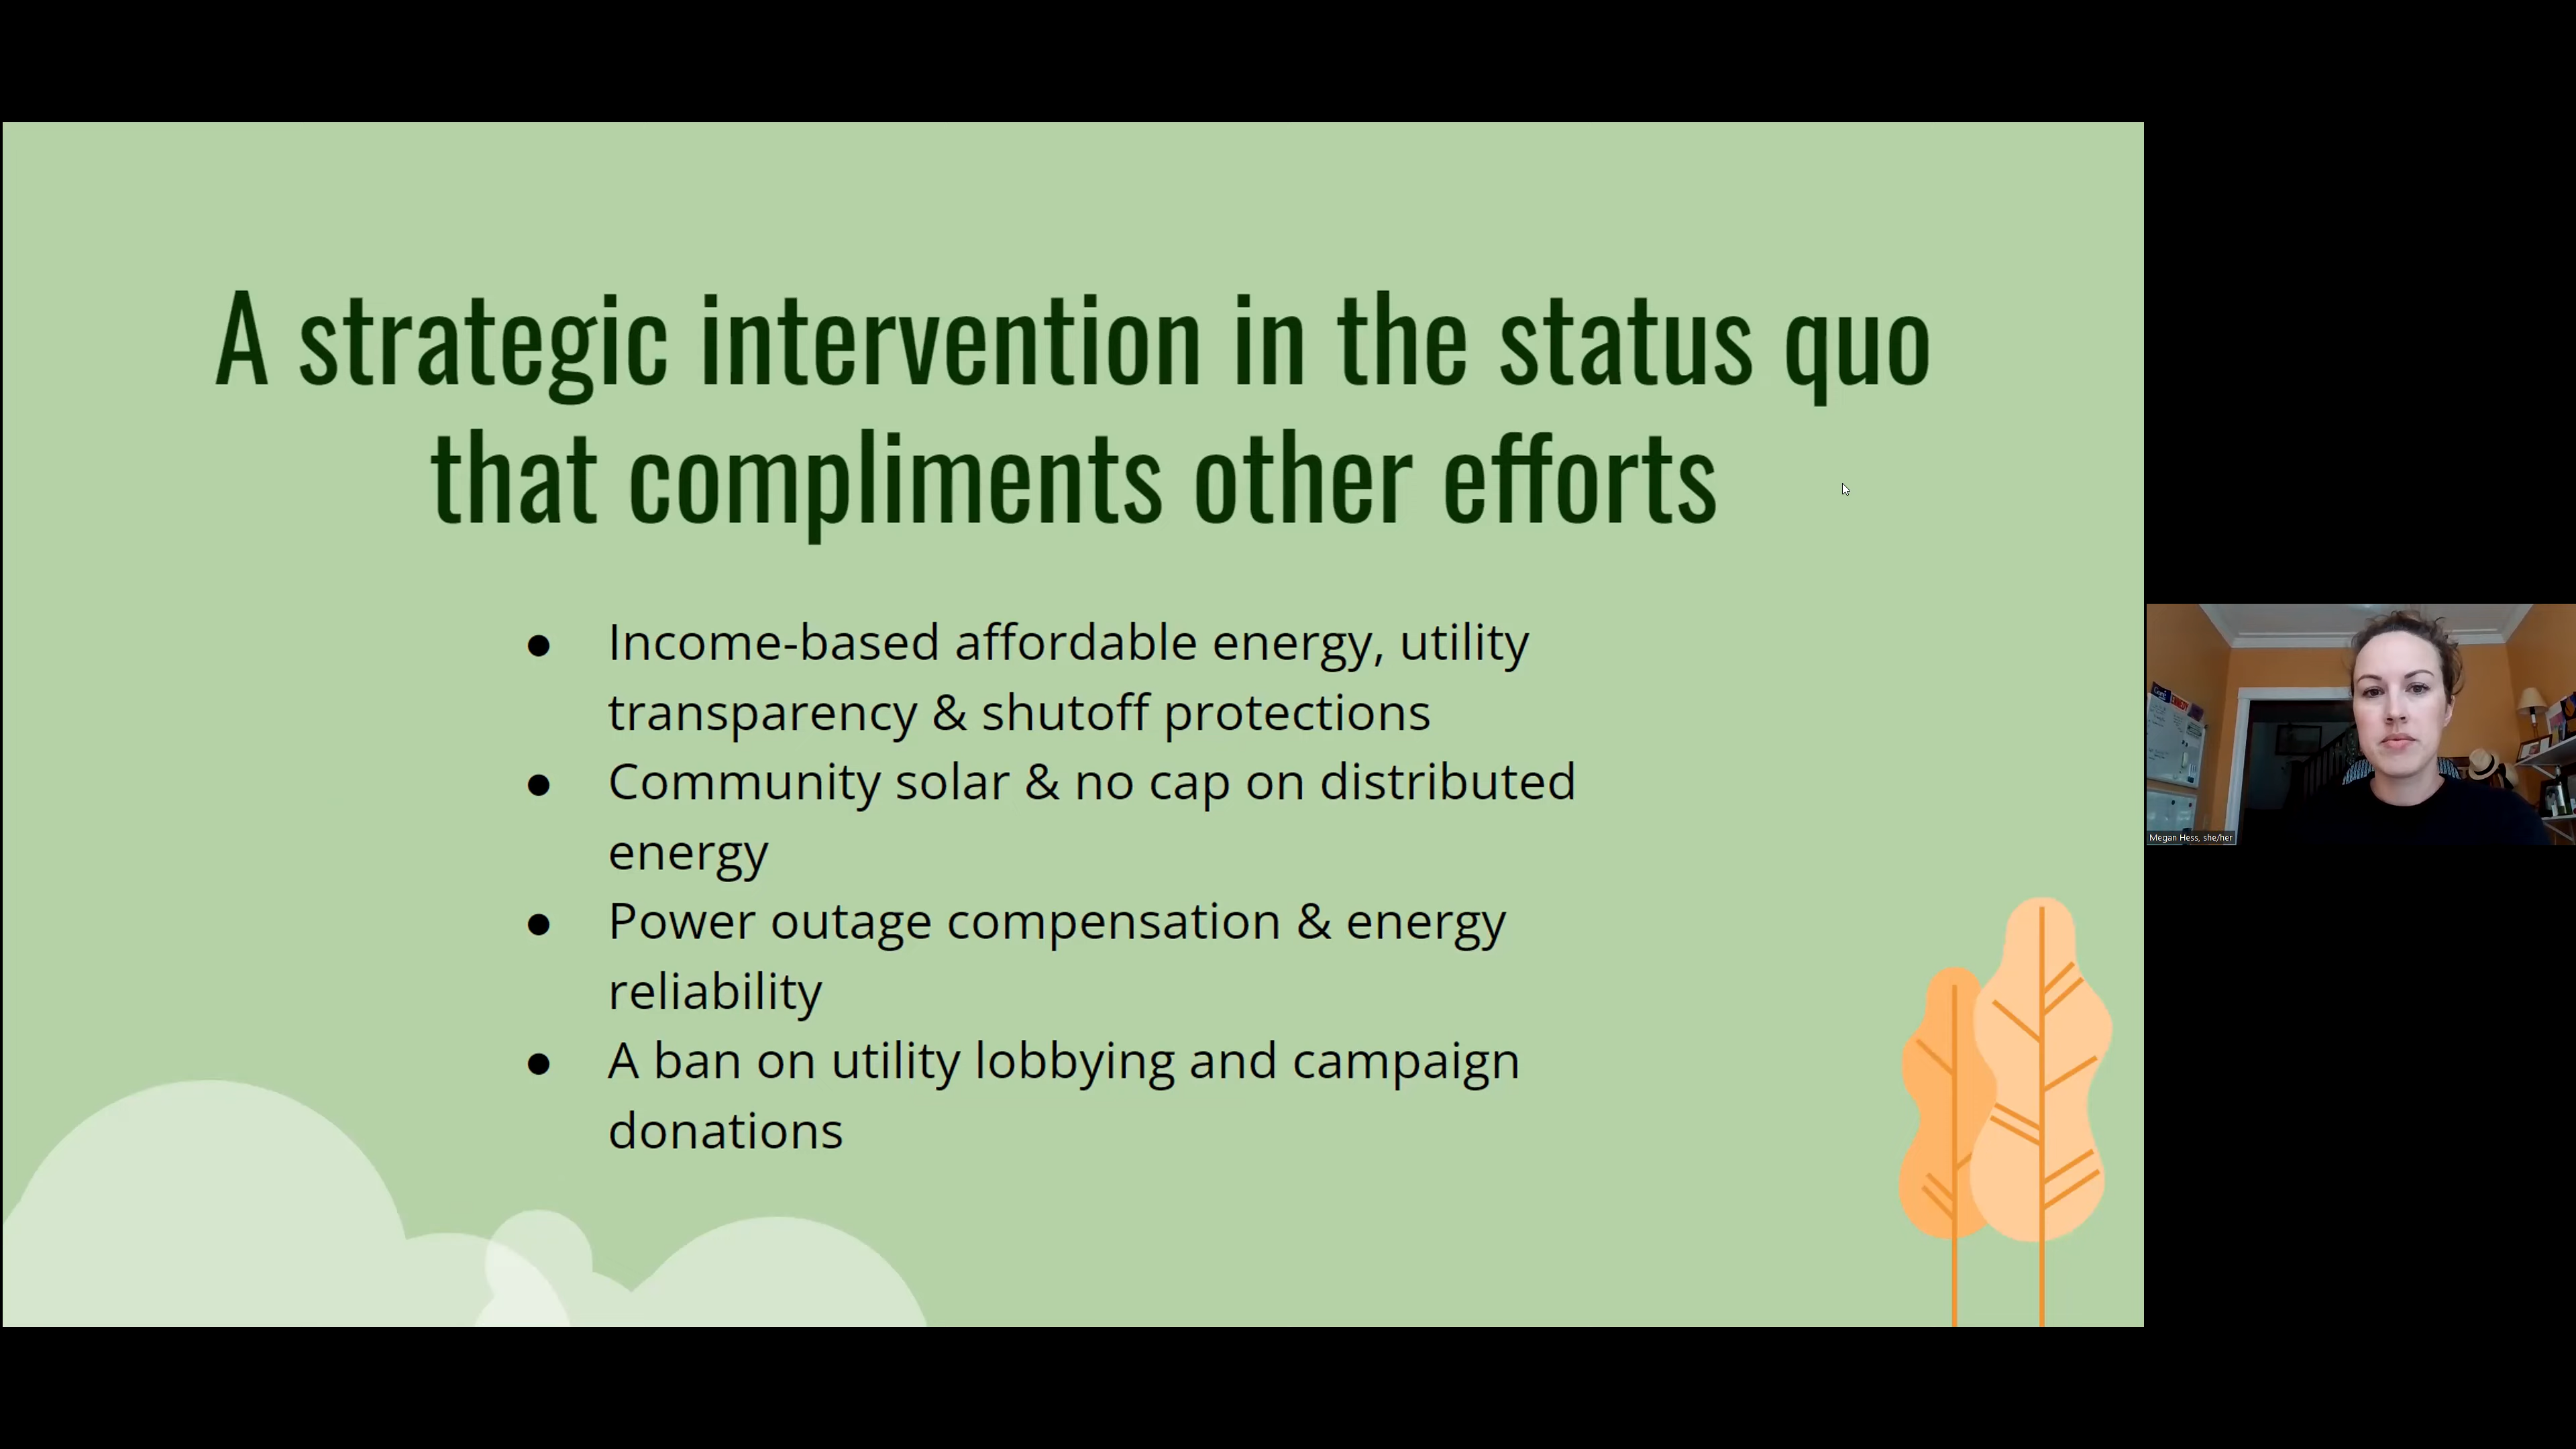 A strategic intervention in the status quo
that compliments other efforts
● Income-based affordable energy, utility
transparency & shutoff protections
● Community solar & no cap on distributed
energy
● Power outage compensation & energy
reliability
● A ban on utility lobbying and campaign
donations
Megan Hess, she/her